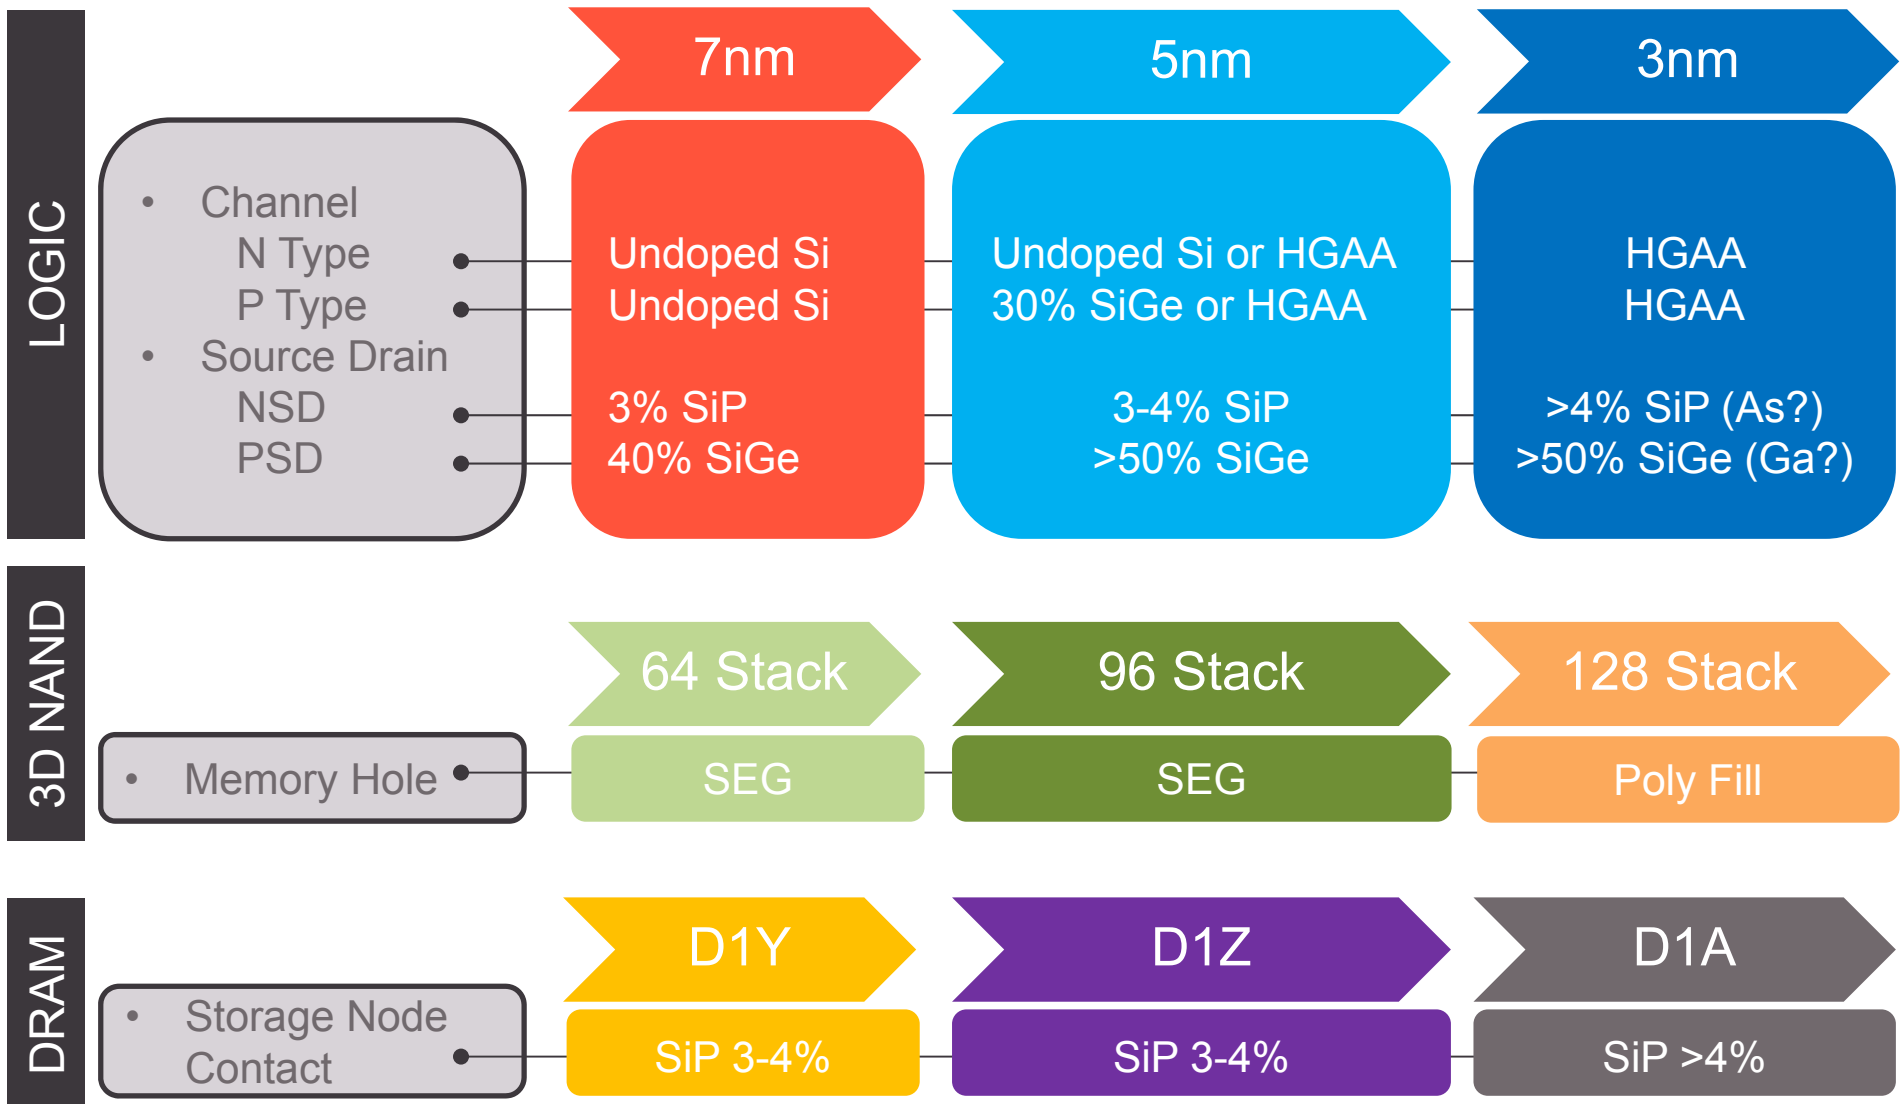 LOGIC
7nm
5nm
3nm
• Channel
N Type
P Type
• Source Drain
NSD
PSD
Undoped Si
Undoped Si
3% SiP
40% SiGe
Undoped Si or HGAA
30% SiGe or HGAA
3-4% SiP
>50% SiGe
HGAA
HGAA
>4% SiP (As?)
>50% SiGe (Ga?)
3D NAND
64 Stack
96 Stack
128 Stack
• Memory Hole
SEG
SEG
Poly Fill
DRAM
D1Y
D1Z
D1A
• Storage Node
Contact
SiP 3-4%
SiP 3-4%
SiP >4%